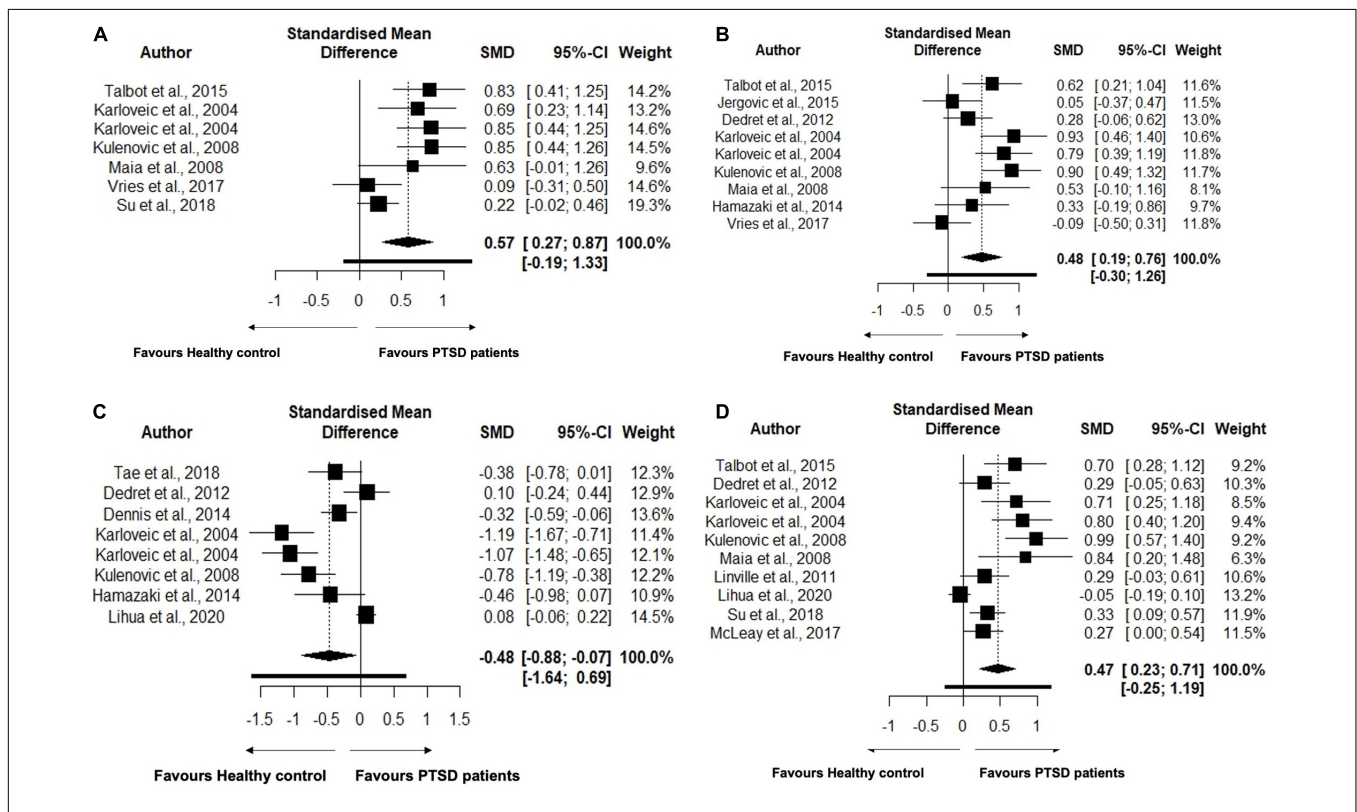 A
Standardised Mean
Author Difference SMD 95%-CI Weight
Talbot et al., 2015 0.83 [ 0.41; 1.25] 14.2%
Karloveic et al., 2004 0.69 [ 0.23; 1.14] 13.2%
Karloveic et al., 2004 0.85 [ 0.44; 1.25] 14.6%
Kulenovic et al., 2008 0.85 [ 0.44; 1.26] 14.5%
Maia et al., 2008 0.63 [-0.01; 1.26] 9.6%
Vries et al., 2017 0.09 [-0.31; 0.50] 14.6%
Su et al., 2018 0.22 [-0.02; 0.46] 19.3%
0.57 [ 0.27; 0.87] 100.0%
[-0.19; 1.33]
-1 -0.5 0 0.5 1
Favours Healthy control Favours PTSD patients
B
Standardised Mean
Author Difference SMD 95%-CI Weight
Talbot et al., 2015 0.62 [ 0.21; 1.04] 11.6%
Jergovic et al., 2015 0.05 [-0.37; 0.47] 11.5%
Dedret et al., 2012 0.28 [-0.06; 0.62] 13.0%
Karloveic et al., 2004 0.93 [ 0.46; 1.40] 10.6%
Karloveic et al., 2004 0.79 [ 0.39; 1.19] 11.8%
Kulenovic et al., 2008 0.90 [ 0.49; 1.32] 11.7%
Maia et al., 2008 0.53 [-0.10; 1.16] 8.1%
Hamazaki et al., 2014 0.33 [-0.19; 0.86] 9.7%
Vries et al., 2017 -0.09 [-0.50; 0.31] 11.8%
0.48 [ 0.19; 0.76] 100.0%
[-0.30; 1.26]
-1 -0.5 0 0.5 1
Favours Healthy control Favours PTSD patients
C
Standardised Mean
Author Difference SMD 95%-CI Weight
Tae et al., 2018 -0.38 [-0.78; 0.01] 12.3%
Dedret et al., 2012 0.10 [-0.24; 0.44] 12.9%
Dennis et al., 2014 -0.32 [-0.59; -0.06] 13.6%
Karloveic et al., 2004 -1.19 [-1.67; -0.71] 11.4%
Karloveic et al., 2004 -1.07 [-1.48; -0.65] 12.1%
Kulenovic et al., 2008 -0.78 [-1.19; -0.38] 12.2%
Hamazaki et al., 2014 -0.46 [-0.98; 0.07] 10.9%
Lihua et al., 2020 0.08 [-0.06; 0.22] 14.5%
-0.48 [-0.88; -0.07] 100.0%
[-1.64; 0.69]
-1.5 -1 -0.5 0 0.5 1 1.5
Favours Healthy control Favours PTSD patients
D
Standardised Mean
Author Difference SMD 95%-CI Weight
Talbot et al., 2015 0.70 [ 0.28; 1.12] 9.2%
Dedret et al., 2012 0.29 [-0.05; 0.63] 10.3%
Karloveic et al., 2004 0.71 [ 0.25; 1.18] 8.5%
Karloveic et al., 2004 0.80 [ 0.40; 1.20] 9.4%
Kulenovic et al., 2008 0.99 [ 0.57; 1.40] 9.2%
Maia et al., 2008 0.84 [ 0.20; 1.48] 6.3%
Linville et al., 2011 0.29 [-0.03; 0.61] 10.6%
Lihua et al., 2020 -0.05 [-0.19; 0.10] 13.2%
Su et al., 2018 0.33 [ 0.09; 0.57] 11.9%
McLeay et al., 2017 0.27 [ 0.00; 0.54] 11.5%
0.47 [ 0.23; 0.71] 100.0%
[-0.25; 1.19]
-1 -0.5 0 0.5 1
Favours Healthy control Favours PTSD patients